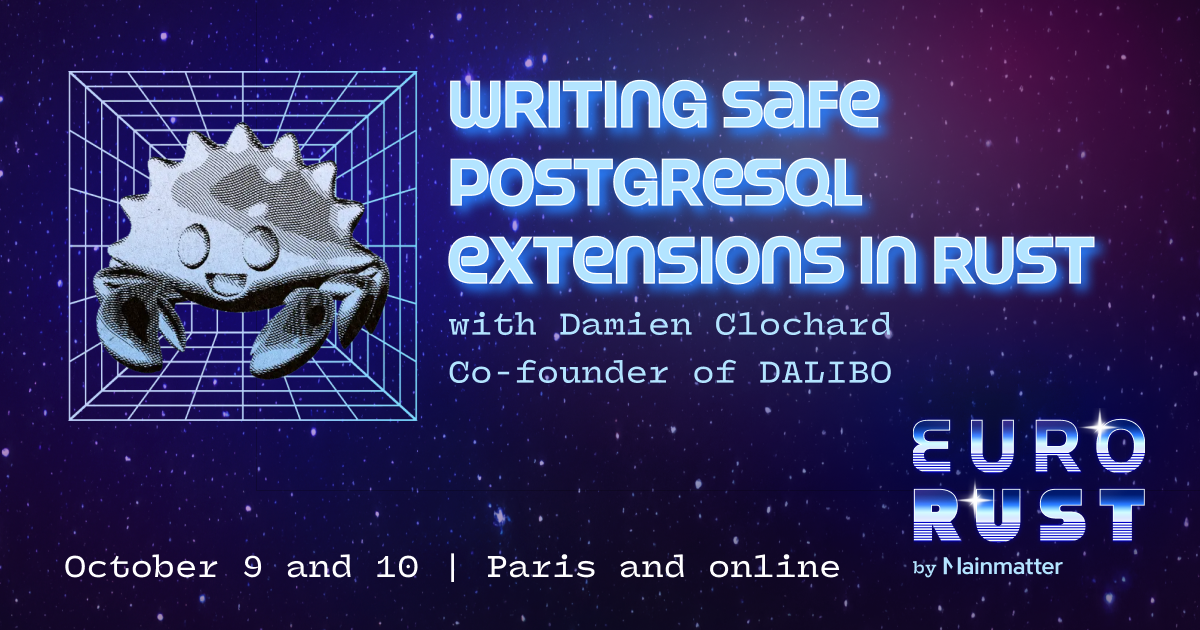 WRITING SaFe
POSTGReSQL
eXTenSIONS IN RUST
with Damien Clochard
Co-founder of DALIBO
EURO
RUST
by Mainmatter
October 9 and 10 | Paris and online